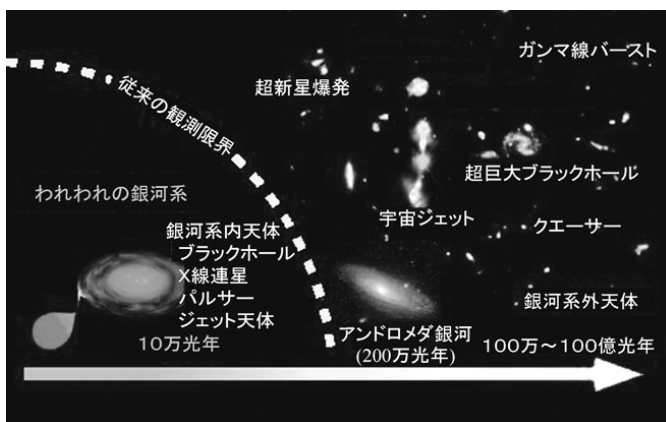 ガンマ線バースト
超新星爆発
従来の観測限界
超巨大ブラックホール
われわれの銀河系
宇宙ジェット
クエーサー
銀河系内天体
ブラックホール
X線連星
パルサー
ジェット天体
銀河系外天体
10万光年
アンドロメダ銀河
(200万光年)
100万～100億光年